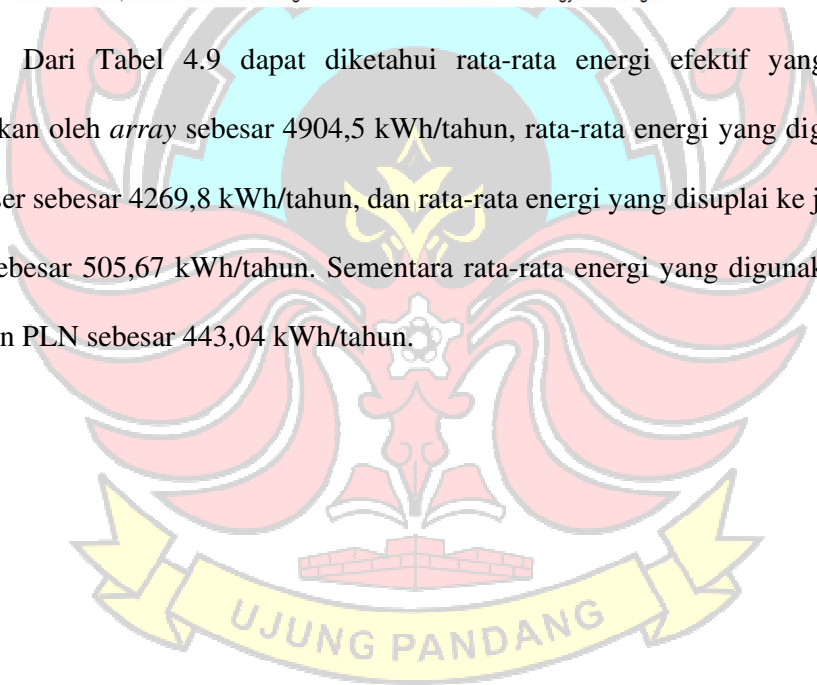 Dari Tabel 4.9 dapat diketahui rata-rata energi efektif yang
kan oleh array sebesar 4904,5 kWh/tahun, rata-rata energi yang dig
er sebesar 4269,8 kWh/tahun, dan rata-rata energi yang disuplai ke j
ebesar 505,67 kWh/tahun. Sementara rata-rata energi yang digunak
n PLN sebesar 443,04 kWh/tahun.
UJUNG PANDANG